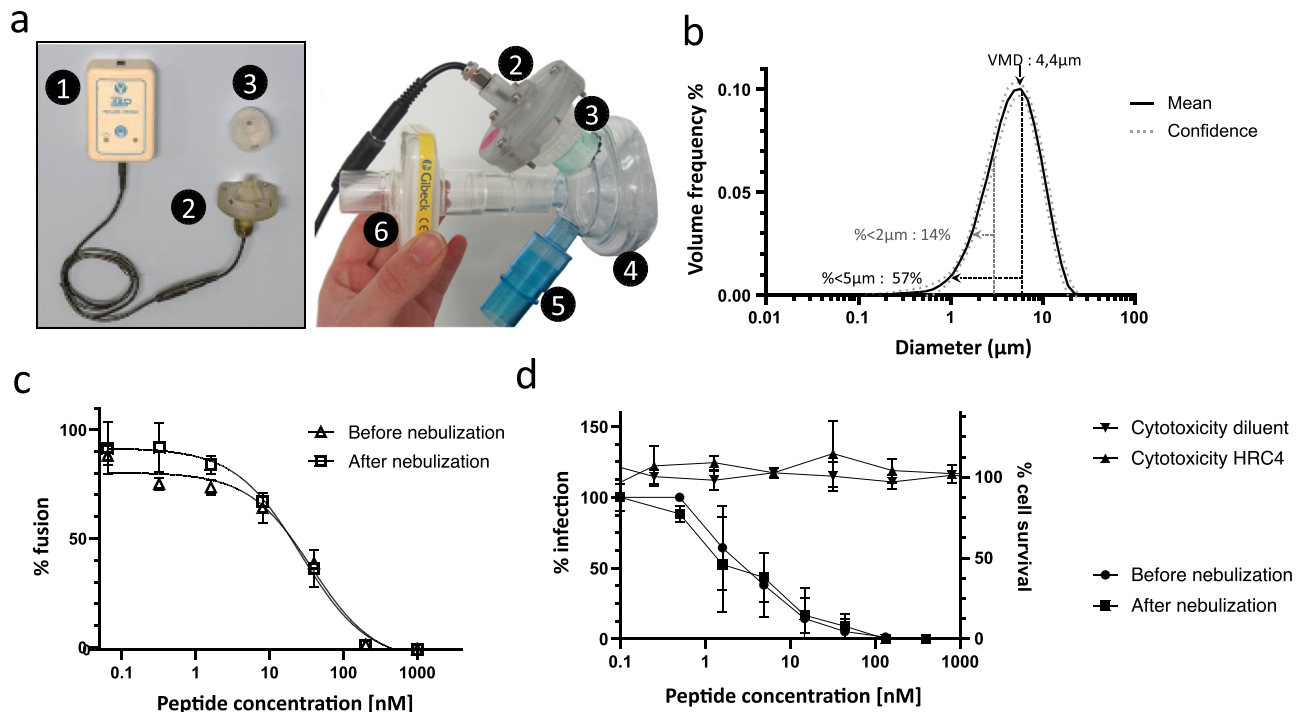 a
1
3
2
2
3
Gibeck CE
6
4
5
b
VMD : 4,4µm
Volume frequency %
0.10
0.05
0.00
%<2µm : 14%
%<5µm : 57%
Mean
Confidence
0.01
0.1
1
10
100
Diameter (µm)
c
% fusion
100
50
0
Before nebulization
After nebulization
0.1
1
10
100
1000
Peptide concentration [nM]
d
% infection
150
100
50
0
% cell survival
100
50
0
Cytotoxicity diluent
Cytotoxicity HRC4
Before nebulization
After nebulization
0.1
1
10
100
1000
Peptide concentration [nM]